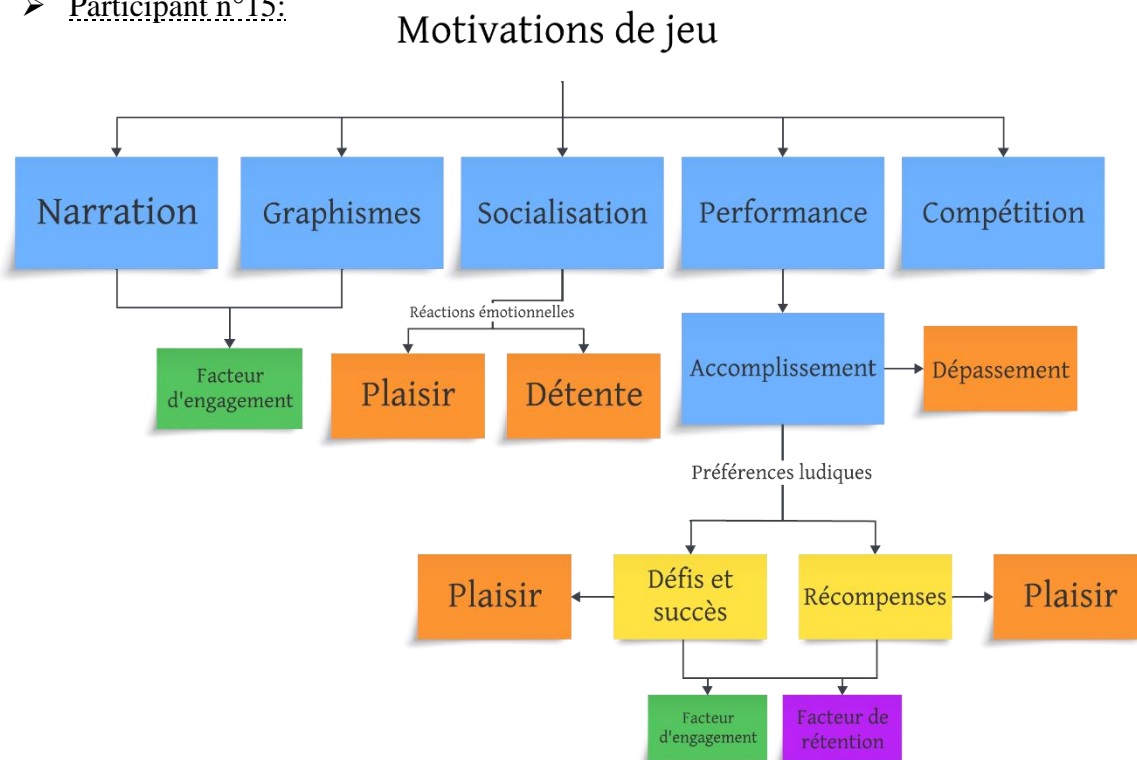 ➤ Participant n°15:
Motivations de jeu
Narration
Graphismes
Socialisation
Performance
Compétition
Réactions émotionnelles
Facteur
d'engagement
Plaisir
Détente
Accomplissement
Dépassement
Préférences ludiques
Plaisir
Défis et
succès
Récompenses
Plaisir
Facteur
d'engagement
Facteur de
rétention